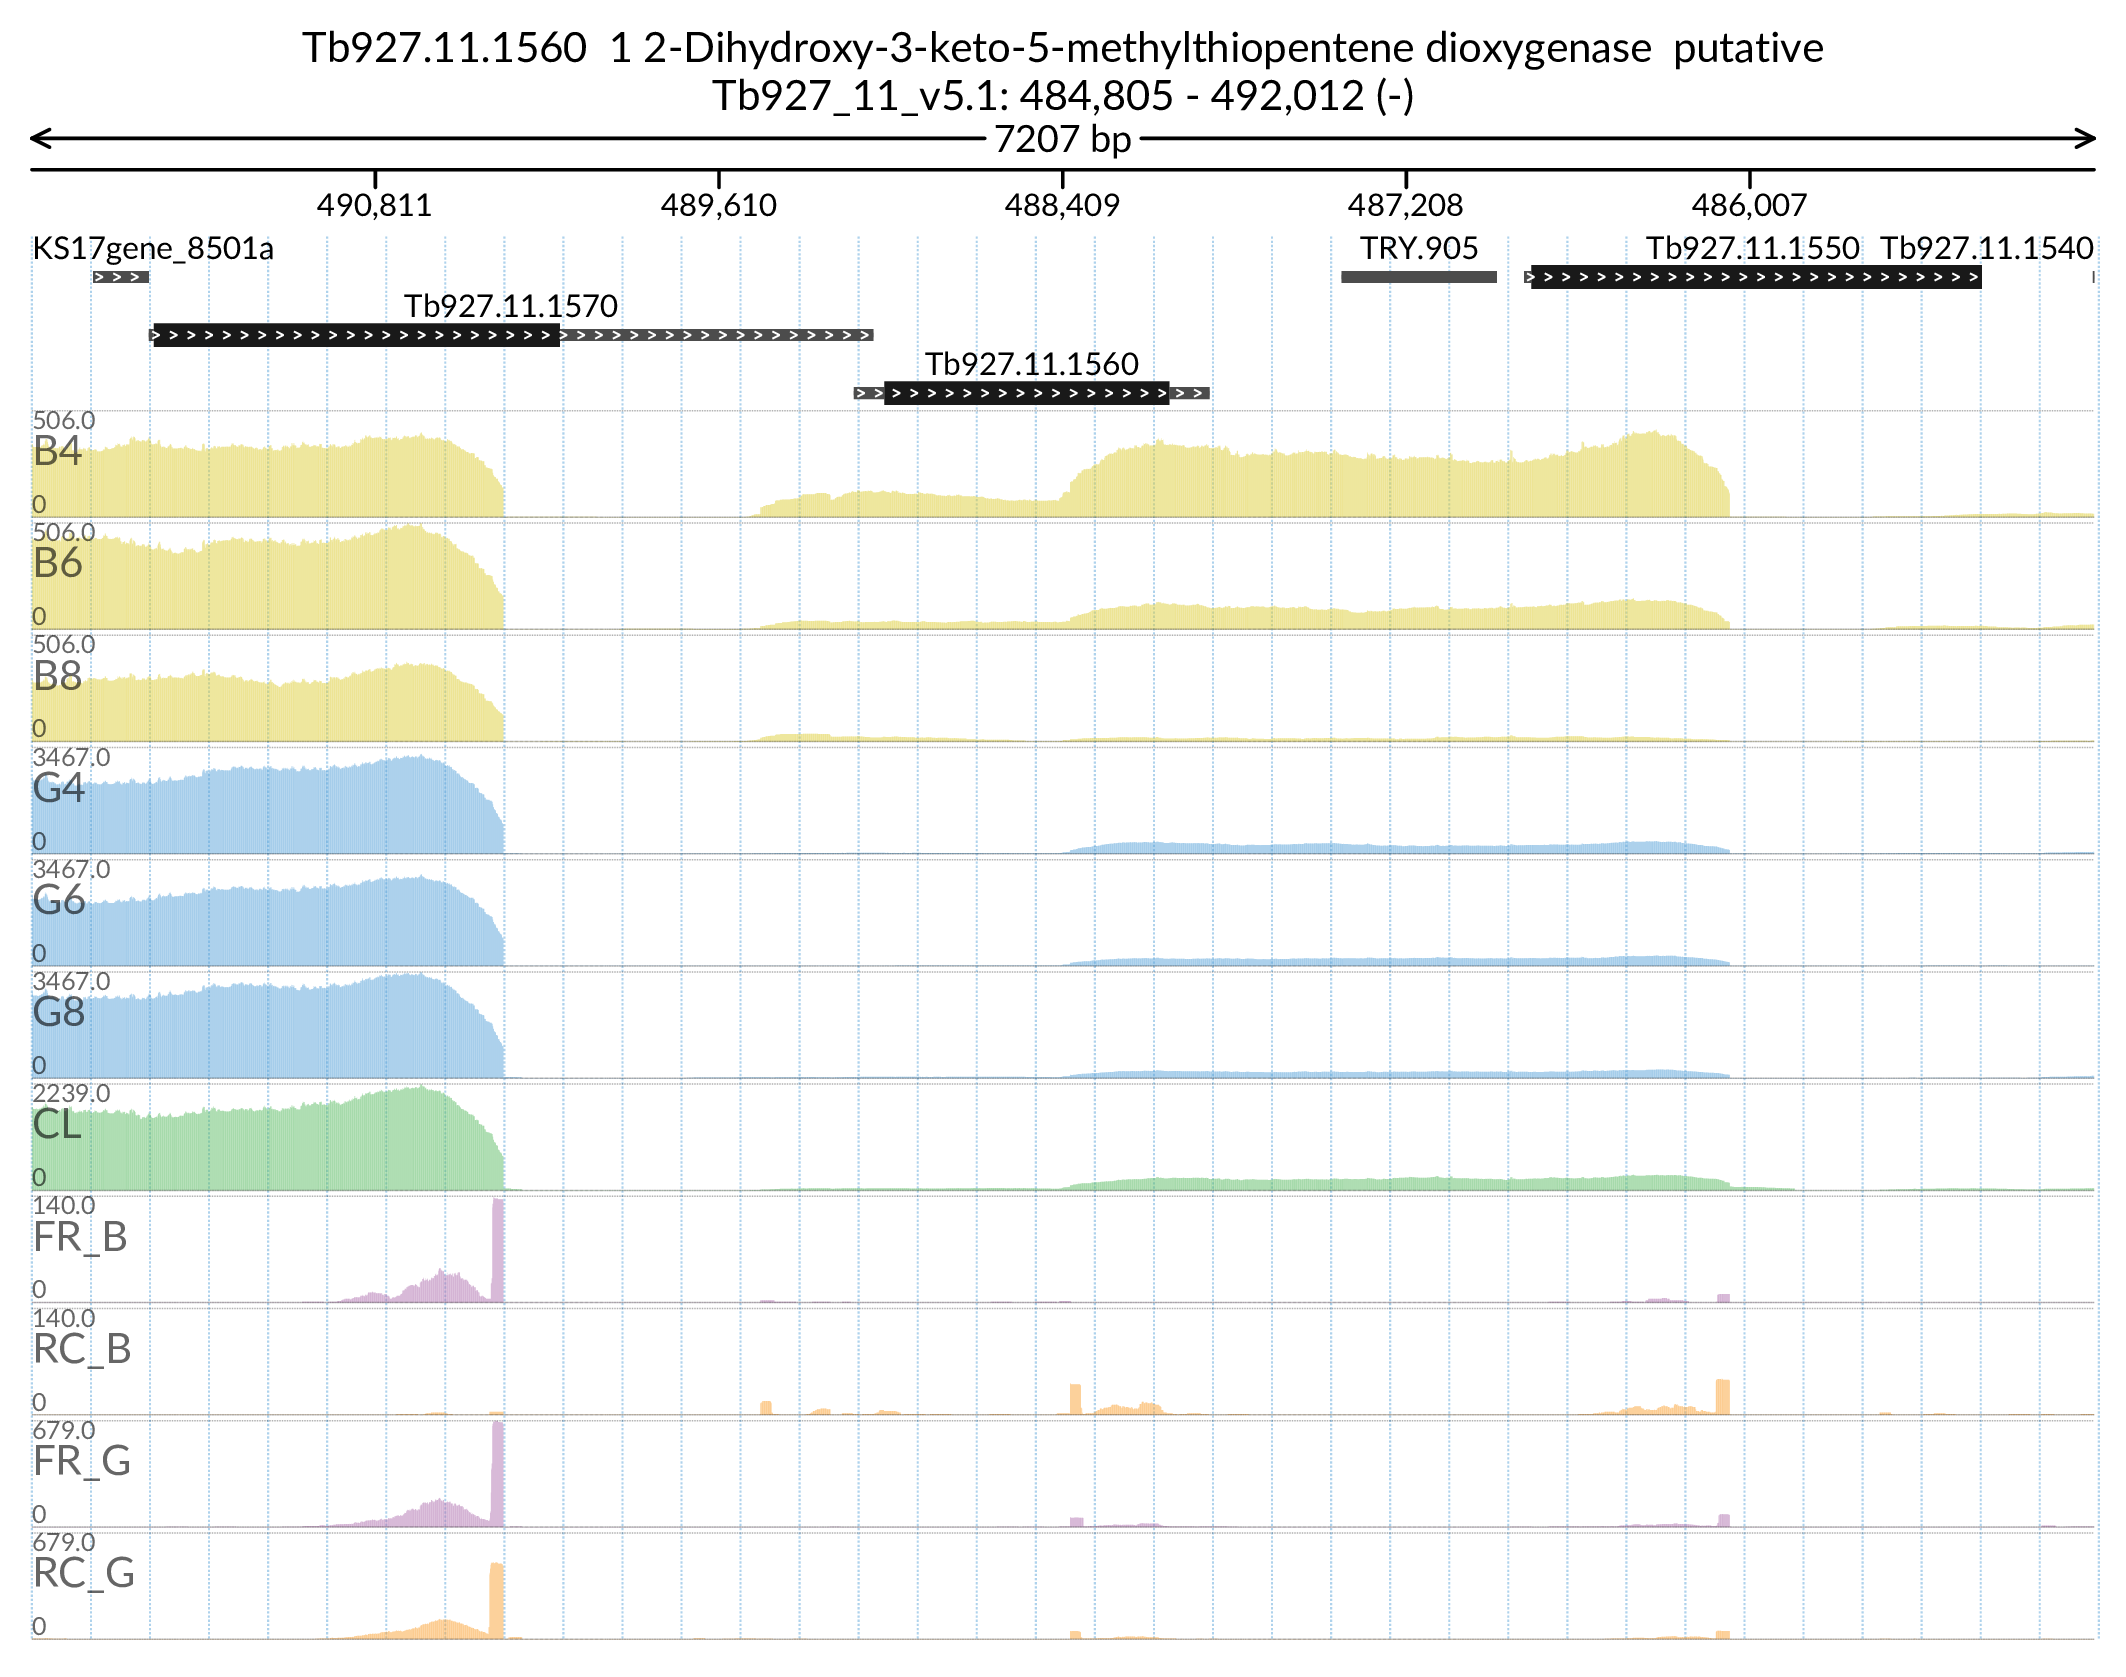 Tb927.11.1560  1 2-Dihydroxy-3-keto-5-methylthiopentene dioxygenase  putative
Tb927_11_v5.1: 484,805 - 492,012 (-)
7207 bp
490,811 489,610 488,409 487,208 486,007
KS17gene_8501a TRY.905 Tb927.11.1550 Tb927.11.1540
Tb927.11.1570
Tb927.11.1560
506.0
B4
0
506.0
B6
0
506.0
B8
0
3467.0
G4
0
3467.0
G6
0
3467.0
G8
0
2239.0
CL
0
140.0
FR_B
0
140.0
RC_B
0
679.0
FR_G
0
679.0
RC_G
0